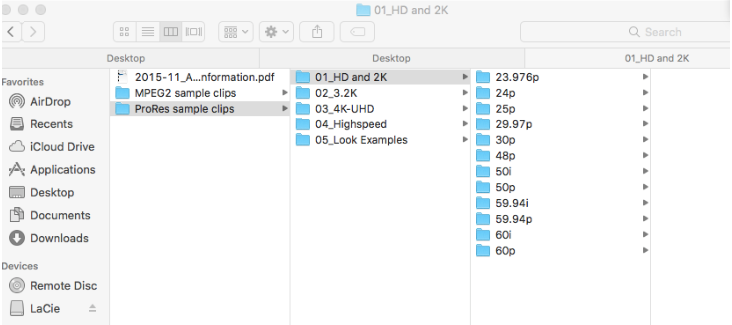 01_HD and 2K
Search
Desktop
Desktop
01_HD and 2K
Favorites
AirDrop
Recents
iCloud Drive
Applications
Desktop
Documents
Downloads
Devices
Remote Disc
LaCie
2015-11_A...nformation.pdf
MPEG2 sample clips
ProRes sample clips
01_HD and 2K
02_3.2K
03_4K-UHD
04_Highspeed
05_Look Examples
23.976p
24p
25p
29.97p
30p
48p
50i
50p
59.94i
59.94p
60i
60p